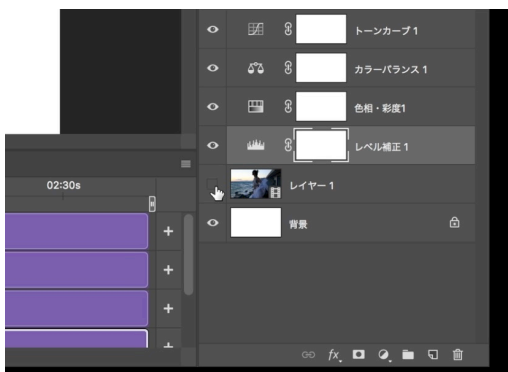 トーンカーブ 1
カラーバランス 1
色相・彩度1
レベル補正 1
02:30s
レイヤー 1
背景
fx